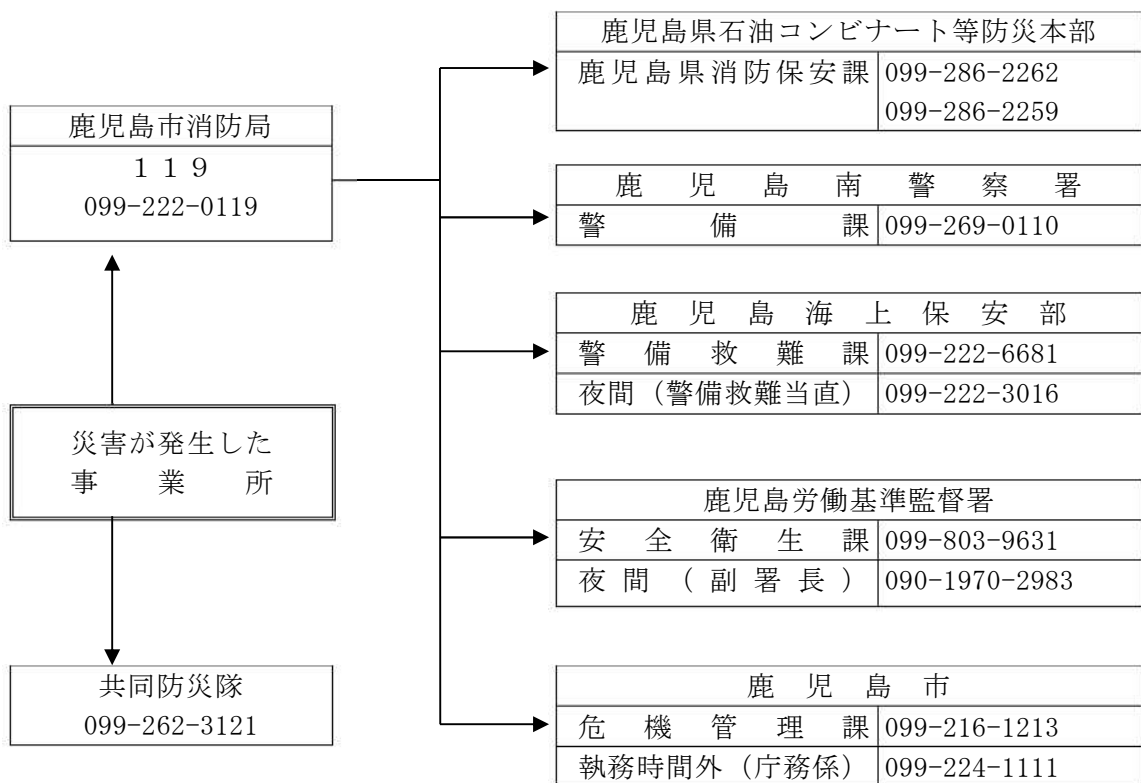 鹿児島市消防局
119
099-222-0119
災害が発生した
事業所
共同防災隊
099-262-3121
鹿児島県石油コンビナート等防災本部
鹿児島県消防保安課 099-286-2262
099-286-2259
鹿児島南警察署
警備課 099-269-0110
鹿児島海上保安部
警備救難課 099-222-6681
夜間（警備救難当直） 099-222-3016
鹿児島労働基準監督署
安全衛生課 099-803-9631
夜間（副署長） 090-1970-2983
鹿児島市
危機管理課 099-216-1213
執務時間外（庁務係） 099-224-1111